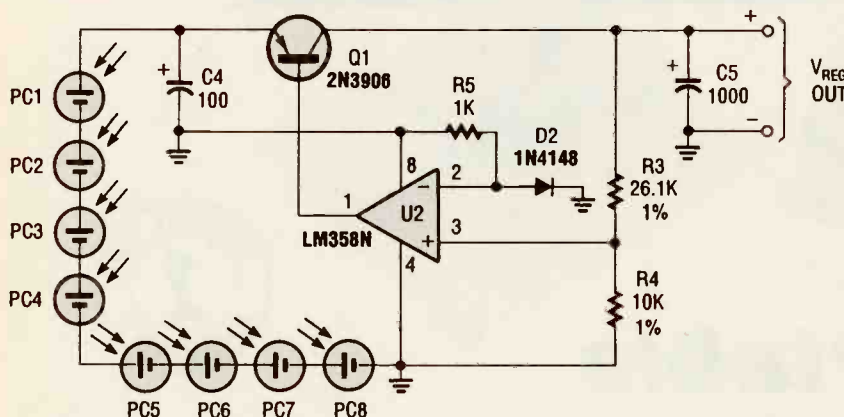 Q1
2N3906
C4
100
+
R5
1K
D2
1N4148
C5
1000
+
+
−
VREG
OUT
PC1
PC2
PC3
PC4
8
1
2
−
U2
3
+
4
LM358N
R3
26.1K
1%
R4
10K
1%
PC5
PC6
PC7
PC8